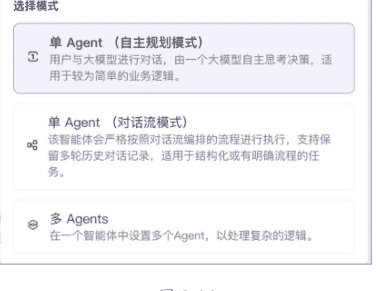 选择模式
单 Agent （自主规划模式）
用户与大模型进行对话，由一个大模型自主思考决策，适
用于较为简单的业务逻辑。
单 Agent （对话流模式）
该智能体会严格按照对话流编排的流程进行执行，支持保
留多轮历史对话记录，适用于结构化或有明确流程的任
务。
多 Agents
在一个智能体中设置多个Agent，以处理复杂的逻辑。